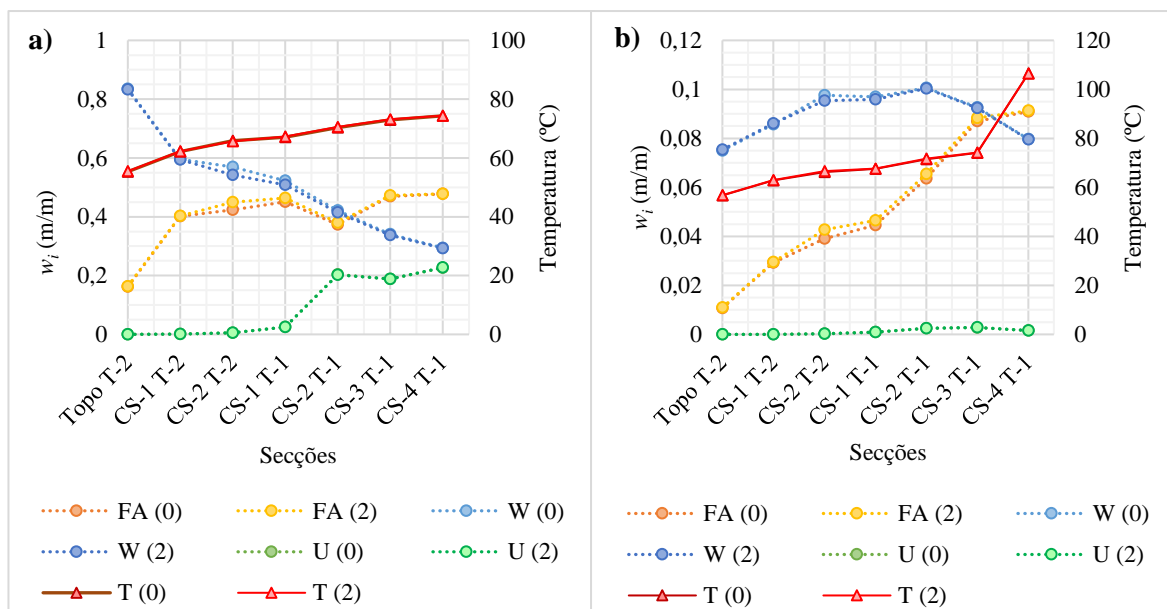 a)
1
0,8
0,6
0,4
0,2
0
wi (m/m)
100
80
60
40
20
0
Temperatura (ºC)
Topo T-2
CS-1 T-2
CS-2 T-2
CS-1 T-1
CS-2 T-1
CS-3 T-1
CS-4 T-1
Secções
FA (0) FA (2) W (0)
W (2) U (0) U (2)
T (0) T (2)
b)
0,12
0,1
0,08
0,06
0,04
0,02
0
wi (m/m)
120
100
80
60
40
20
0
Temperatura (ºC)
Topo T-2
CS-1 T-2
CS-2 T-2
CS-1 T-1
CS-2 T-1
CS-3 T-1
CS-4 T-1
Secções
FA (0) FA (2) W (0)
W (2) U (0) U (2)
T (0) T (2)